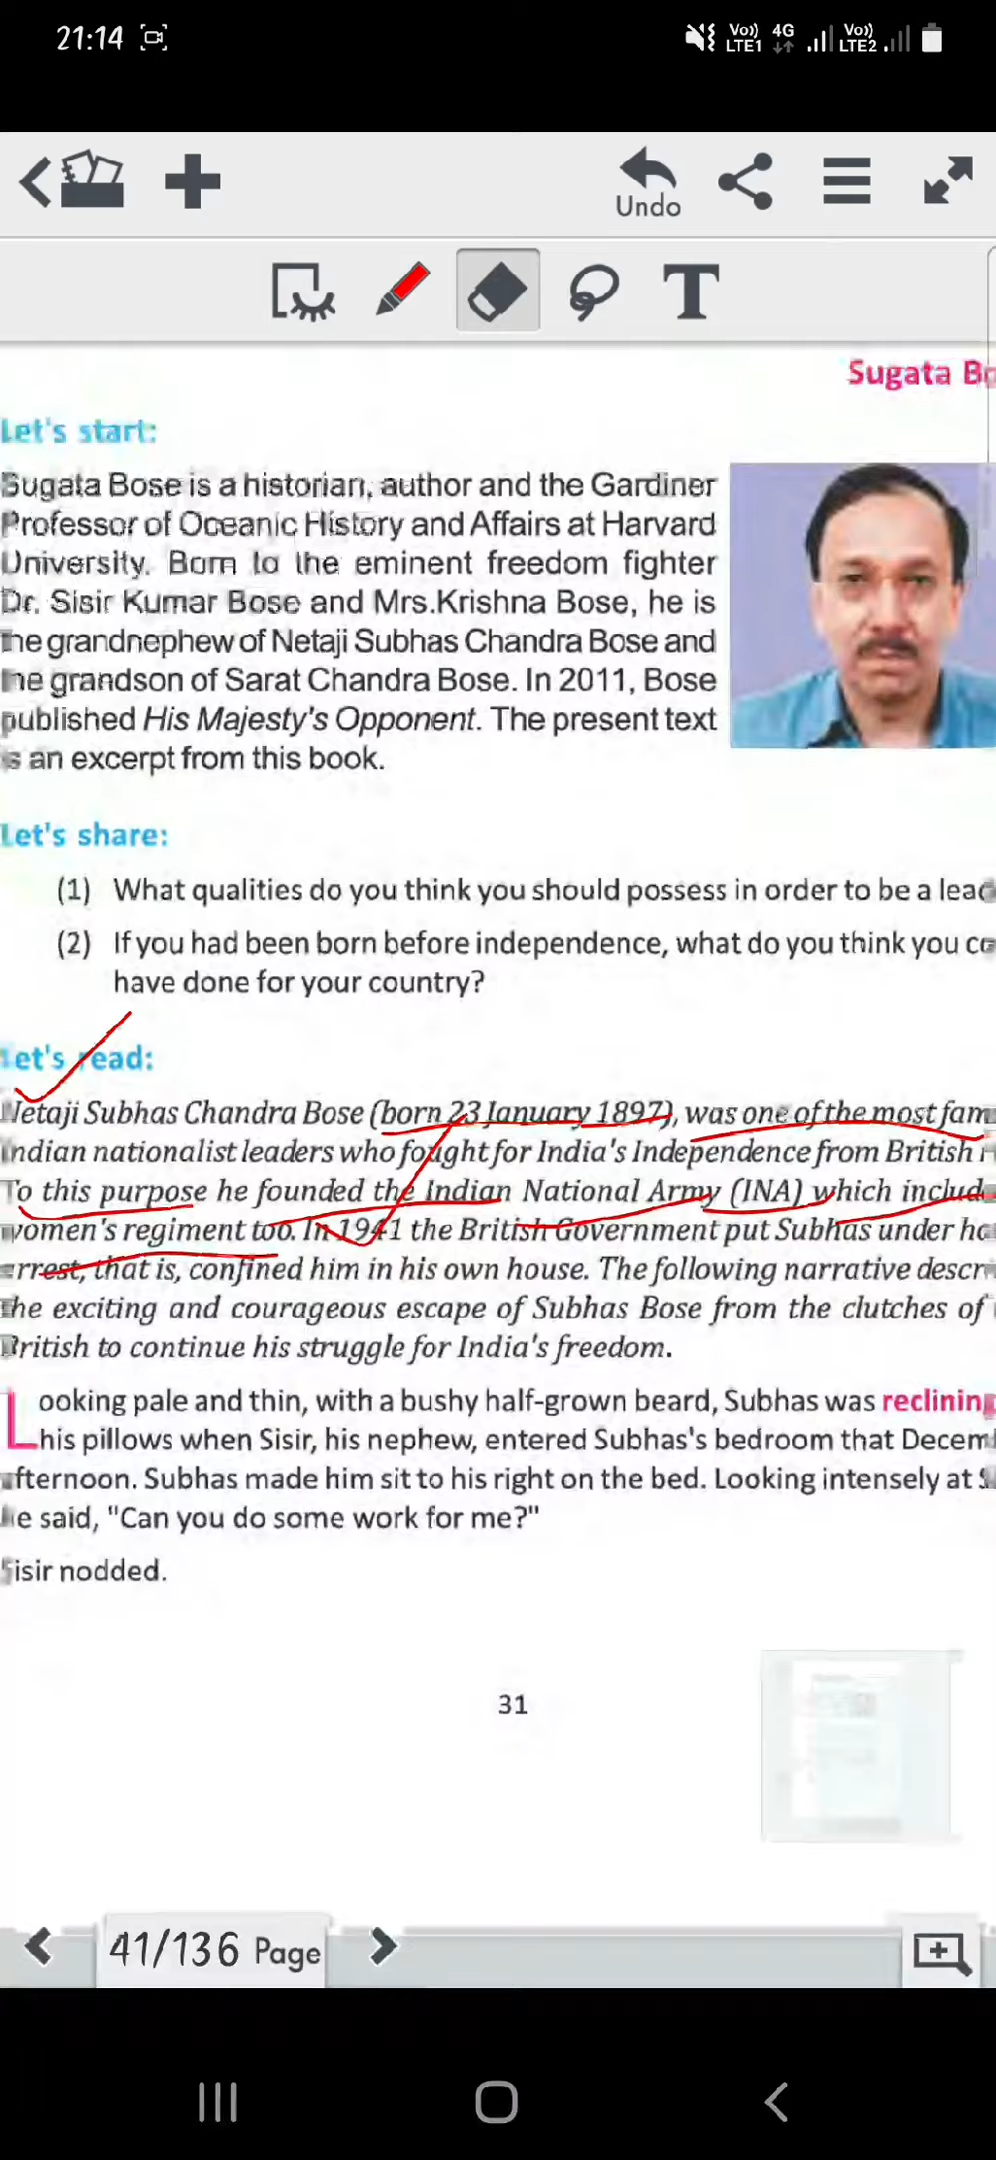 21:14
Vo)) LTE1 4G Vo)) LTE2
Undo
Sugata
Let's start:
Sugata Bose is a historian, author and the Gardiner
Professor of Oceanic History and Affairs at Harvard
University. Born to the eminent freedom fighter
Dr. Sisir Kumar Bose and Mrs.Krishna Bose, he is
the grandnephew of Netaji Subhas Chandra Bose and
the grandson of Sarat Chandra Bose. In 2011, Bose
published His Majesty's Opponent. The present text
is an excerpt from this book.
Let's share:
(1) What qualities do you think you should possess in order to be a
(2) If you had been born before independence, what do you think you
have done for your country?
Let's read:
Netaji Subhas Chandra Bose (born 23 January 1897), was one of the most
Indian nationalist leaders who fought for India's Independence from British
To this purpose he founded the Indian National Army (INA) which
women's regiment too. In 1941 the British Government put Subhas under
arrest, that is, confined him in his own house. The following narrative
the exciting and courageous escape of Subhas Bose from the clutches of
British to continue his struggle for India's freedom.
Looking pale and thin, with a bushy half-grown beard, Subhas was reclining
his pillows when Sisir, his nephew, entered Subhas's bedroom that
afternoon. Subhas made him sit to his right on the bed. Looking intensely at
he said, "Can you do some work for me?"
Sisir nodded.
31
41/136 Page